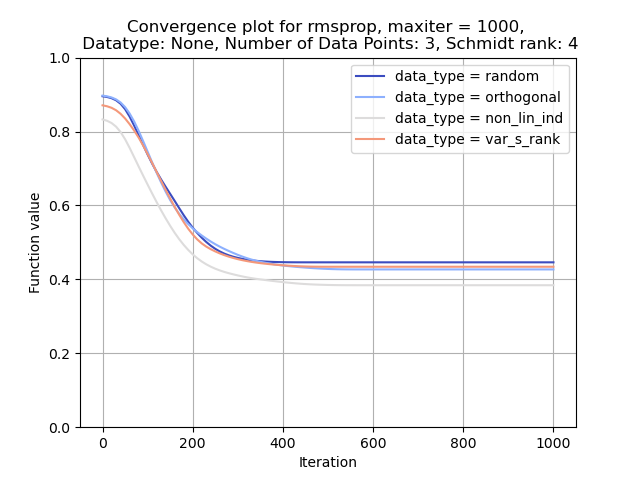 Convergence plot for rmsprop, maxiter = 1000,
Datatype: None, Number of Data Points: 3, Schmidt rank: 4
data_type = random
data_type = orthogonal
data_type = non_lin_ind
data_type = var_s_rank
Function value
1.0
0.8
0.6
0.4
0.2
0.0
0 200 400 600 800 1000
Iteration